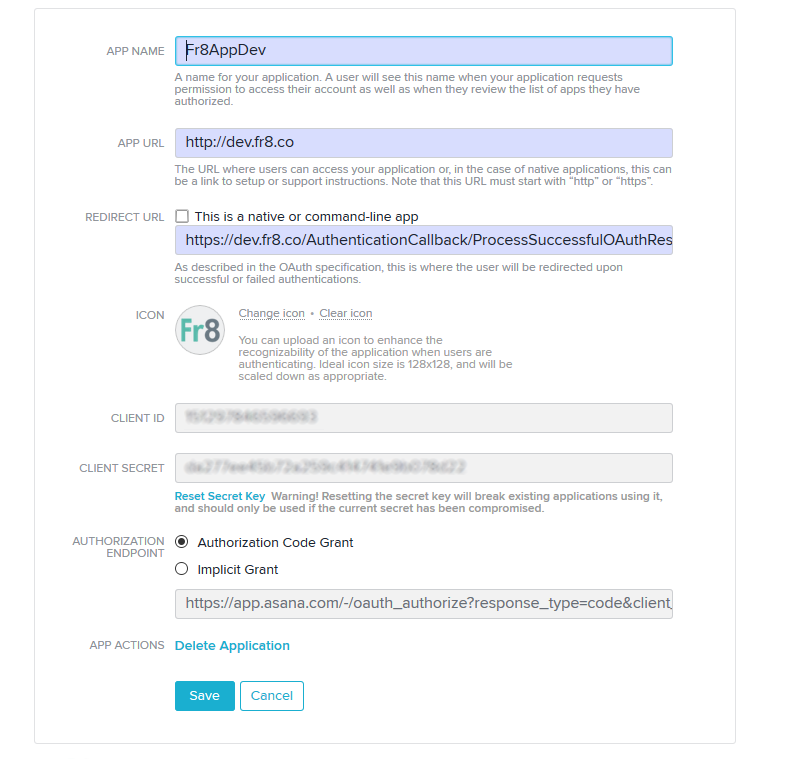 APP NAME
Fr8AppDev
A name for your application. A user will see this name when your application requests
permission to access their account as well as when they review the list of apps they have
authorized.
APP URL
http://dev.fr8.co
The URL where users can access your application or, in the case of native applications, this can
be a link to setup or support instructions. Note that this URL must start with “http” or “https”.
REDIRECT URL
This is a native or command-line app
https://dev.fr8.co/AuthenticationCallback/ProcessSuccessfulOAuthRes
As described in the OAuth specification, this is where the user will be redirected upon
successful or failed authentications.
ICON
Fr8
Change icon • Clear icon
You can upload an icon to enhance the
recognizability of the application when users are
authenticating. Ideal icon size is 128x128, and will be
scaled down as appropriate.
CLIENT ID
CLIENT SECRET
Reset Secret Key Warning! Resetting the secret key will break existing applications using it,
and should only be used if the current secret has been compromised.
AUTHORIZATION
ENDPOINT
Authorization Code Grant
Implicit Grant
https://app.asana.com/-/oauth_authorize?response_type=code&client_
APP ACTIONS
Delete Application
Save
Cancel